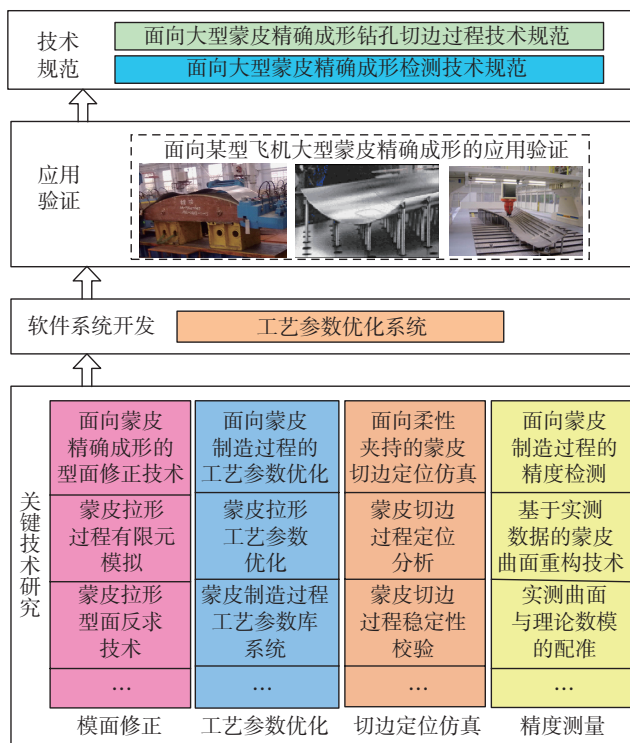 技术
规范
面向大型蒙皮精确成形钻孔切边过程技术规范
面向大型蒙皮精确成形检测技术规范
应用
验证
面向某型飞机大型蒙皮精确成形的应用验证
软件系统开发
工艺参数优化系统
关键技术研究
面向蒙皮
精确成形的
型面修正技术
蒙皮拉形
过程有限元
模拟
蒙皮拉形
型面反求
技术
…
模面修正
面向蒙皮
制造过程的
工艺参数优化
蒙皮拉形
工艺参数
优化
蒙皮制造过程
工艺参数库
系统
…
工艺参数优化
面向柔性
夹持的蒙皮
切边定位仿真
蒙皮切边
过程定位
分析
蒙皮切边
过程稳定性
校验
…
切边定位仿真
面向蒙皮
制造过程的
精度检测
基于实测
数据的蒙皮
曲面重构技术
实测曲面
与理论数模
的配准
…
精度测量